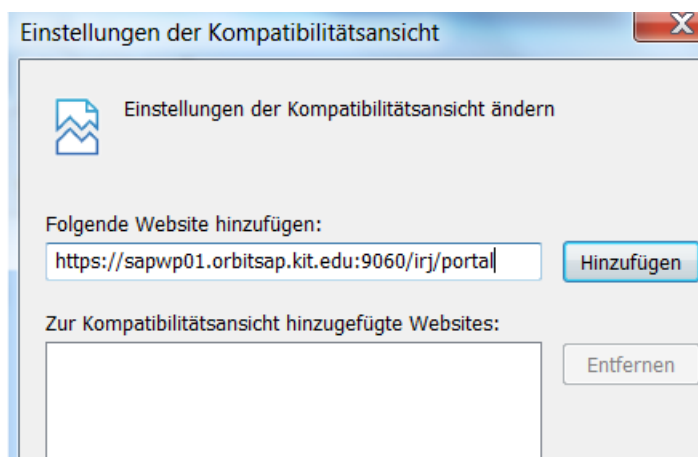 Einstellungen der Kompatibilitätsansicht
Einstellungen der Kompatibilitätsansicht ändern
Folgende Website hinzufügen:
https://sapwp01.orbitsap.kit.edu:9060/irj/portal
Hinzufügen
Zur Kompatibilitätsansicht hinzugefügte Websites:
Entfernen